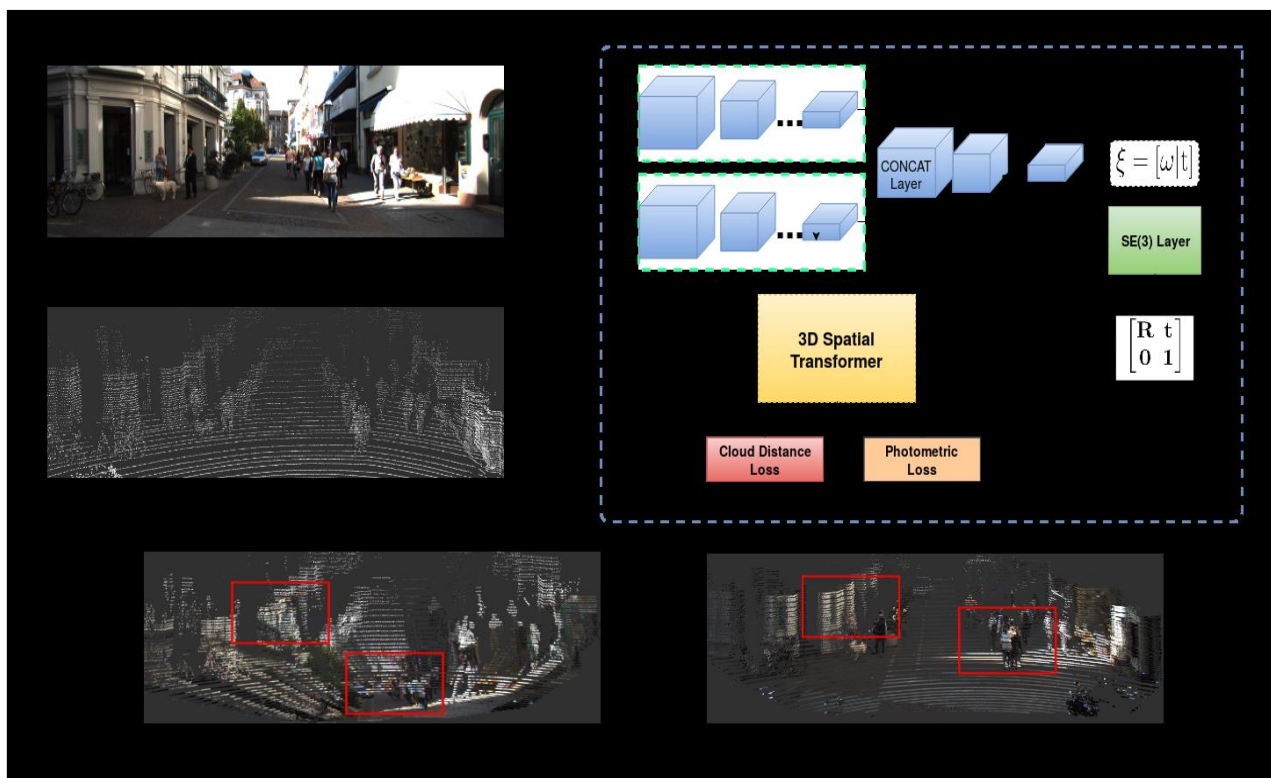 CONCAT
Layer
ξ = [ω|t]
SE(3) Layer
3D Spatial
Transformer
[R t
0 1]
Cloud Distance
Loss
Photometric
Loss